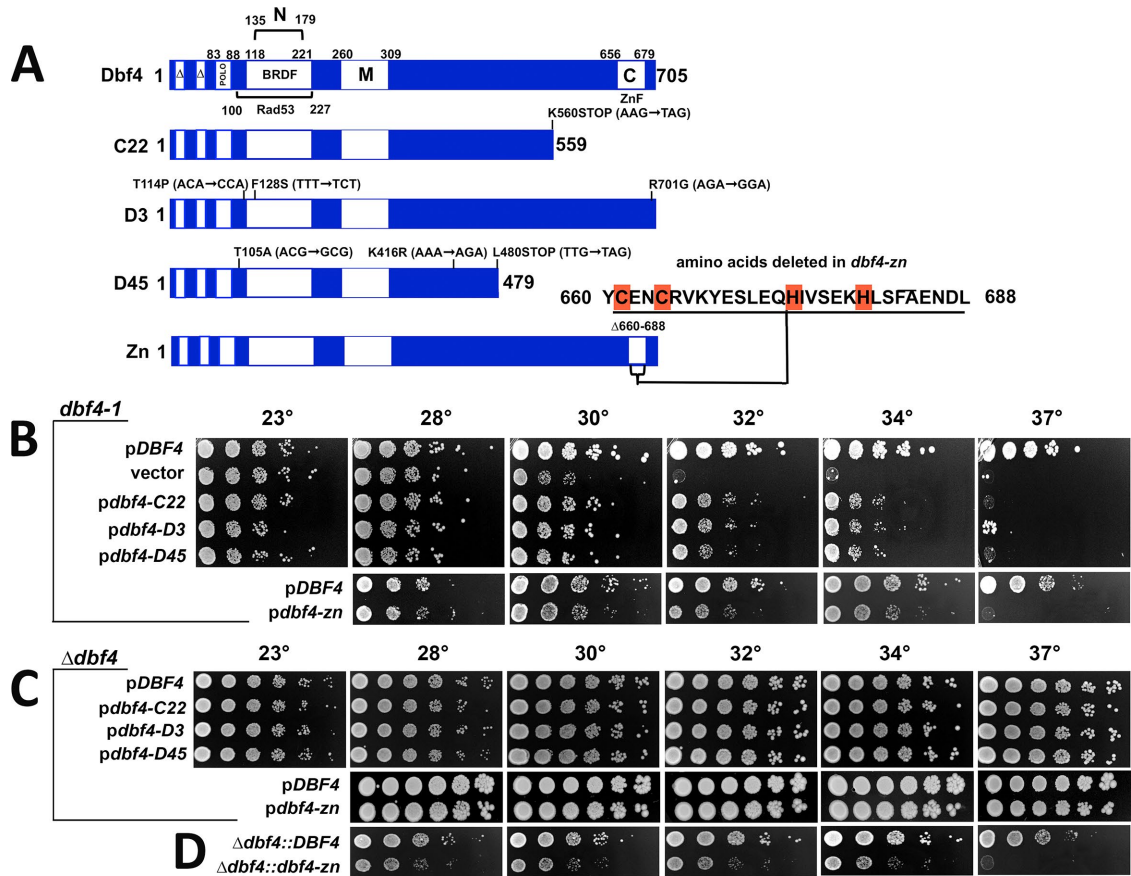 A
N
135 179
83 88 118 221 260 309 656 679
Dbf4 1 Δ Δ POLO BRDF M C 705
ZnF
100 Rad53 227
K560STOP (AAG→TAG)
C22 1 559
T114P (ACA→CCA) F128S (TTT→TCT) R701G (AGA→GGA)
D3 1
T105A (ACG→GCG) K416R (AAA→AGA) L480STOP (TTG→TAG)
D45 1 479
amino acids deleted in dbf4-zn
660 YCENCRVKYESLEQHIVSEKHLSFAENDL 688
Δ660-688
Zn 1
B
dbf4-1
23° 28° 30° 32° 34° 37°
pDBF4
vector
pdbf4-C22
pdbf4-D3
pdbf4-D45
pDBF4
pdbf4-zn
C
Δdbf4
23° 28° 30° 32° 34° 37°
pDBF4
pdbf4-C22
pdbf4-D3
pdbf4-D45
pDBF4
pdbf4-zn
D
Δdbf4::DBF4
Δdbf4::dbf4-zn